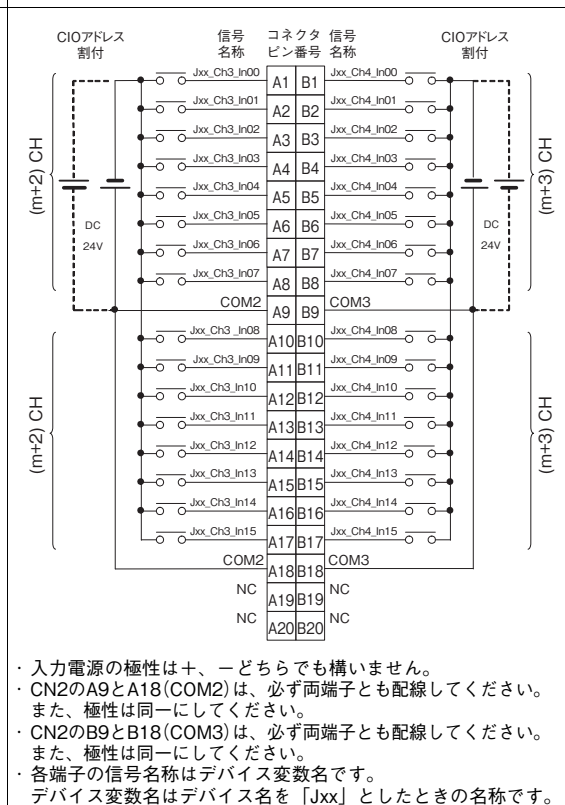 CIOアドレス 信号 コネクタ 信号 CIOアドレス
割付 名称 ピン番号 名称 割付
Jxx_Ch3_In00 A1 B1 Jxx_Ch4_In00
Jxx_Ch3_In01 A2 B2 Jxx_Ch4_In01
Jxx_Ch3_In02 A3 B3 Jxx_Ch4_In02
Jxx_Ch3_In03 A4 B4 Jxx_Ch4_In03
(m+2) CH (m+3) CH
Jxx_Ch3_In04 A5 B5 Jxx_Ch4_In04
DC Jxx_Ch3_In05 A6 B6 Jxx_Ch4_In05 DC
24V Jxx_Ch3_In06 A7 B7 Jxx_Ch4_In06 24V
Jxx_Ch3_In07 A8 B8 Jxx_Ch4_In07
COM2 A9 B9 COM3
Jxx_Ch3 _In08 A10 B10 Jxx_Ch4_In08
Jxx_Ch3_In09 A11 B11 Jxx_Ch4_In09
Jxx_Ch3_In10 A12 B12 Jxx_Ch4_In10
Jxx_Ch3_In11 A13 B13 Jxx_Ch4_In11
(m+2) CH (m+3) CH
Jxx_Ch3_In12 A14 B14 Jxx_Ch4_In12
Jxx_Ch3_In13 A15 B15 Jxx_Ch4_In13
Jxx_Ch3_In14 A16 B16 Jxx_Ch4_In14
Jxx_Ch3_In15 A17 B17 Jxx_Ch4_In15
COM2 A18 B18 COM3
NC A19 B19 NC
NC A20 B20 NC
・入力電源の極性は＋、－どちらでも構いません。
・CN2のA9とA18(COM2)は、必ず両端子とも配線してください。
また、極性は同一にしてください。
・CN2のB9とB18(COM3)は、必ず両端子とも配線してください。
また、極性は同一にしてください。
・各端子の信号名称はデバイス変数名です。
デバイス変数名はデバイス名を「Jxx」としたときの名称です。